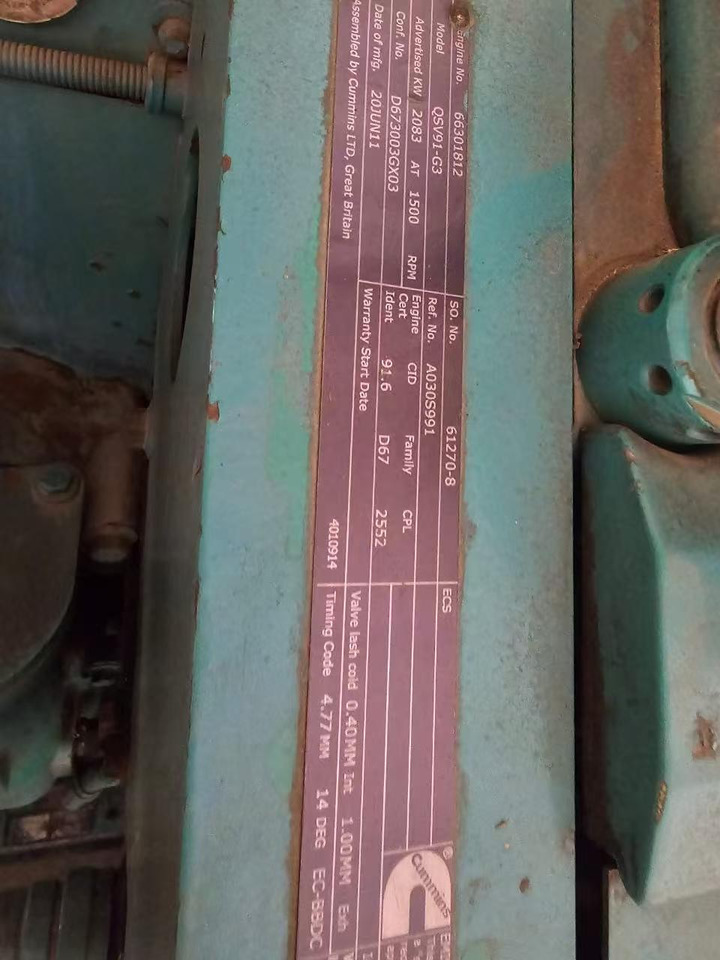 Engine No. 66301812
Model QSV91-G3
Advertised KW 2083 AT 1500 RPM
Conf. No. D673003GX03
Date of mfg. 20JUN11
Assembled by Cummins LTD, Great Britain
SO. No. 61270-8
Ref. No. A030S991
Engine CID Family CPL
Cert
Ident 91.6 D67 2552
Warranty Start Date
4010914
ECS
Valve lash cold 0.40MM Int 1.00MM Exh
Timing Code 4.77MM 14 DEG EC-BBDC
Cummins